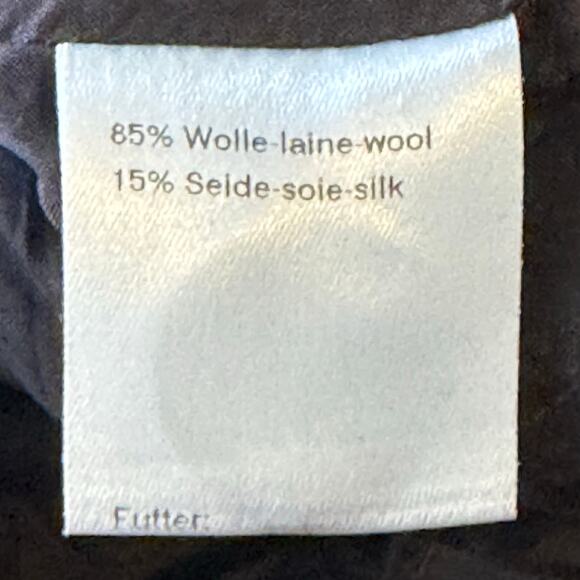 85% Wolle-laine-wool
15% Seide-soie-silk
Futter: